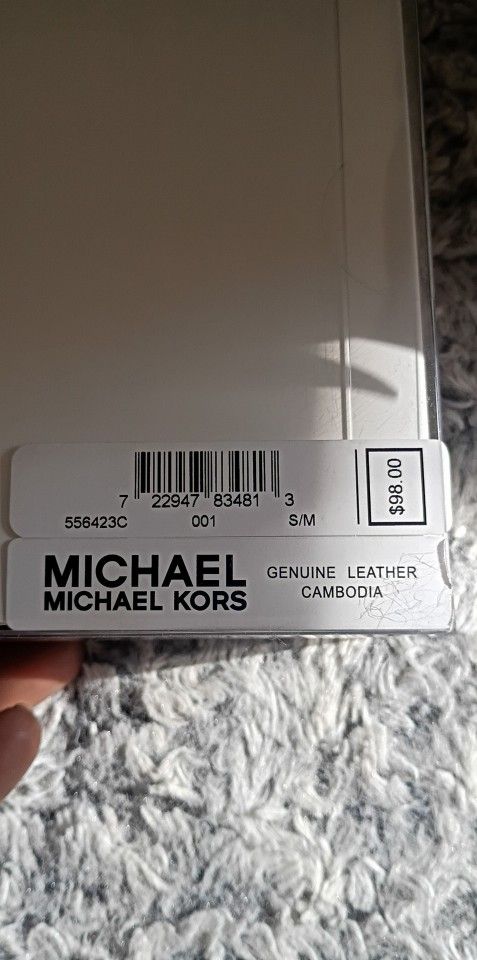 7 22947 83481 3
556423C 001 S/M
$98.00
MICHAEL
MICHAEL KORS
GENUINE LEATHER
CAMBODIA